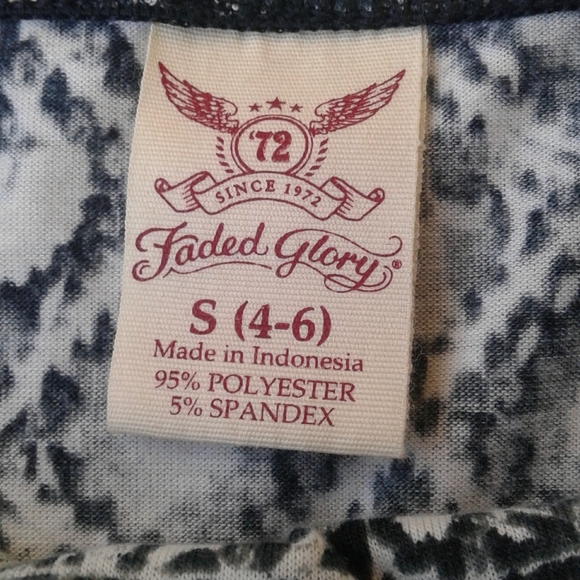 '72
SINCE 1972
Faded Glory®
S (4-6)
Made in Indonesia
95% POLYESTER
5% SPANDEX